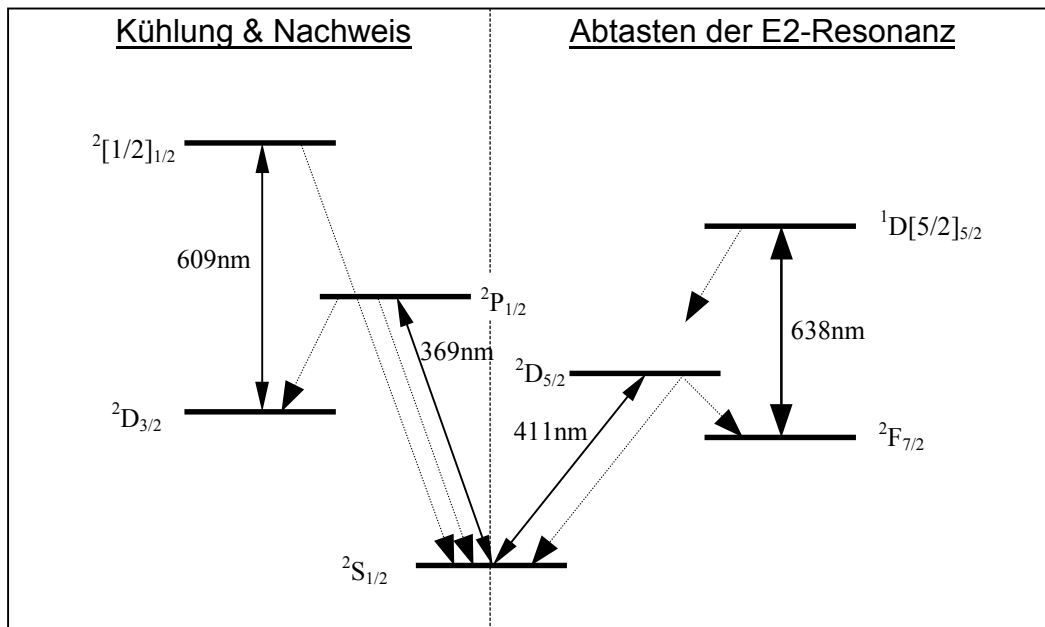 Kühlung & Nachweis
Abtasten der E2-Resonanz
²[1/2]₁/₂
¹D[5/2]₅/₂
609nm
²P₁/₂
638nm
369nm
²D₅/₂
²D₃/₂
411nm
²F₇/₂
²S₁/₂